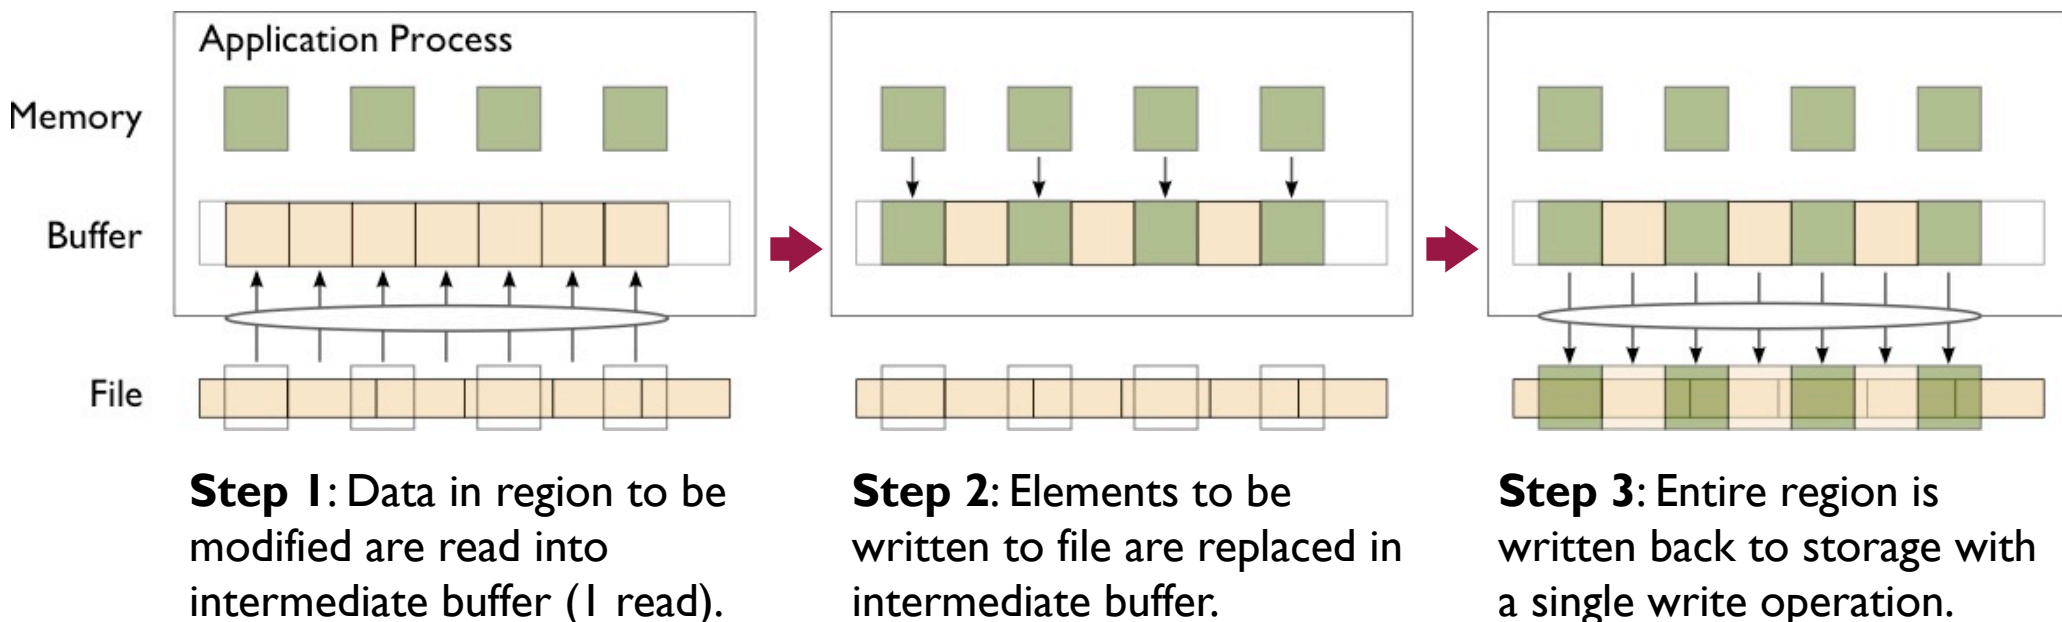 Application Process
Memory
Buffer
File
Step 1: Data in region to be
modified are read into
intermediate buffer (1 read).
Step 2: Elements to be
written to file are replaced in
intermediate buffer.
Step 3: Entire region is
written back to storage with
a single write operation.